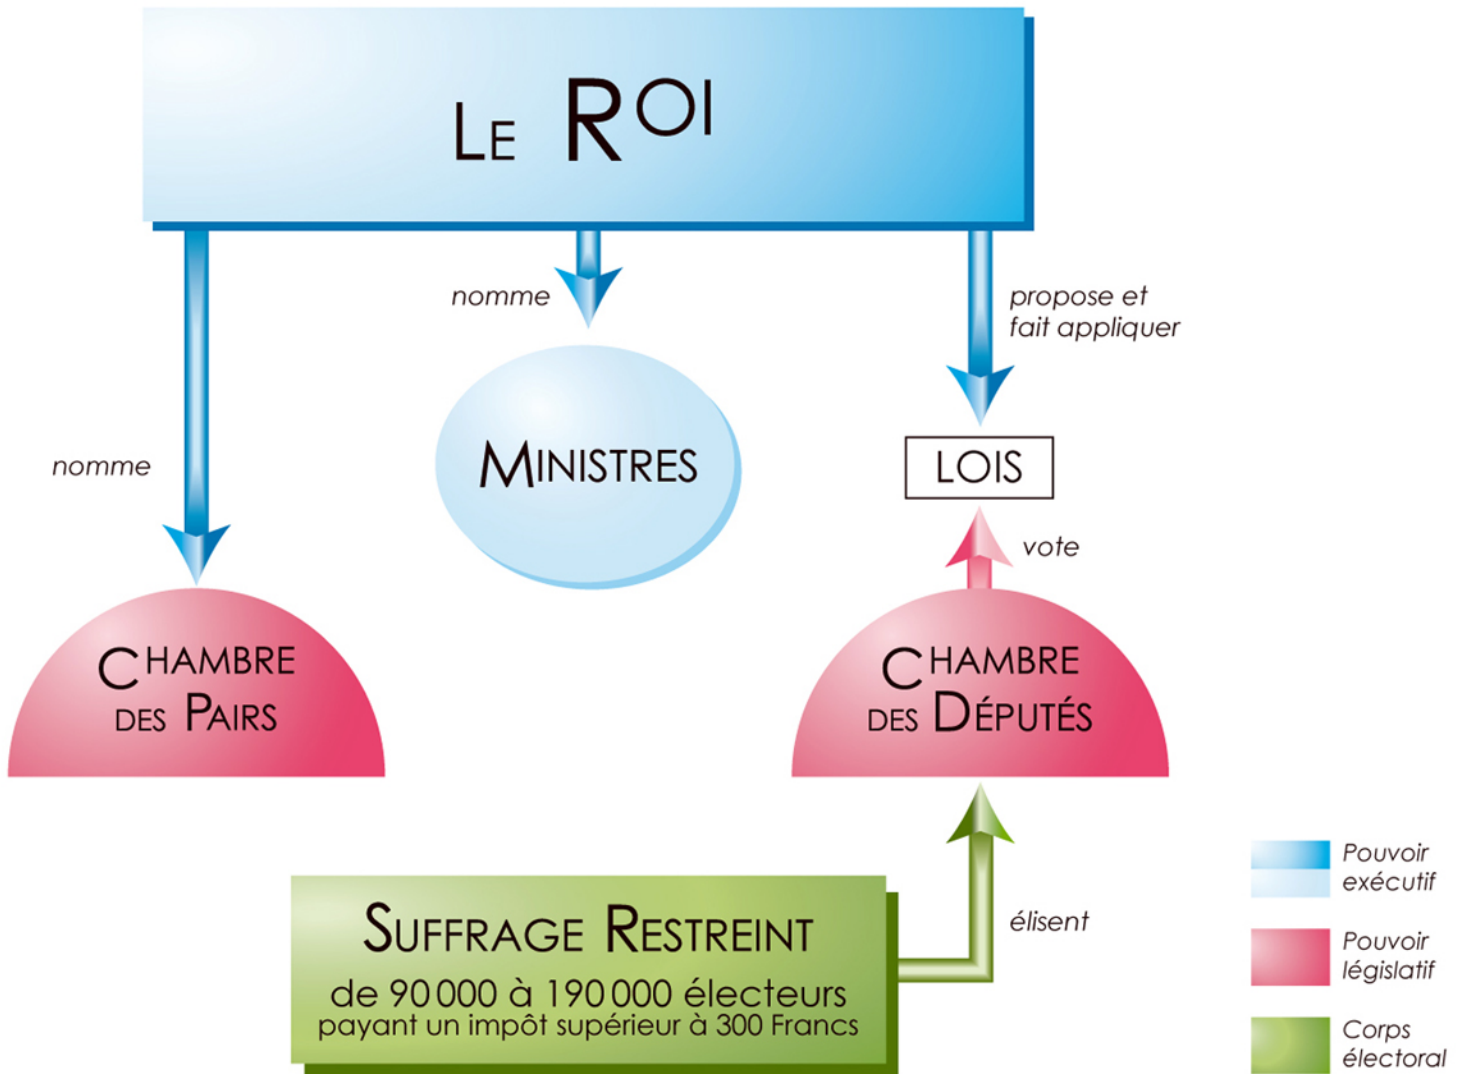 LE ROI
nomme
propose et
fait appliquer
nomme
MINISTRES
LOIS
vote
CHAMBRE
DES PAIRS
CHAMBRE
DES DÉPUTÉS
SUFFRAGE RESTREINT
de 90 000 à 190 000 électeurs
payant un impôt supérieur à 300 Francs
élisent
Pouvoir
exécutif
Pouvoir
législatif
Corps
électoral